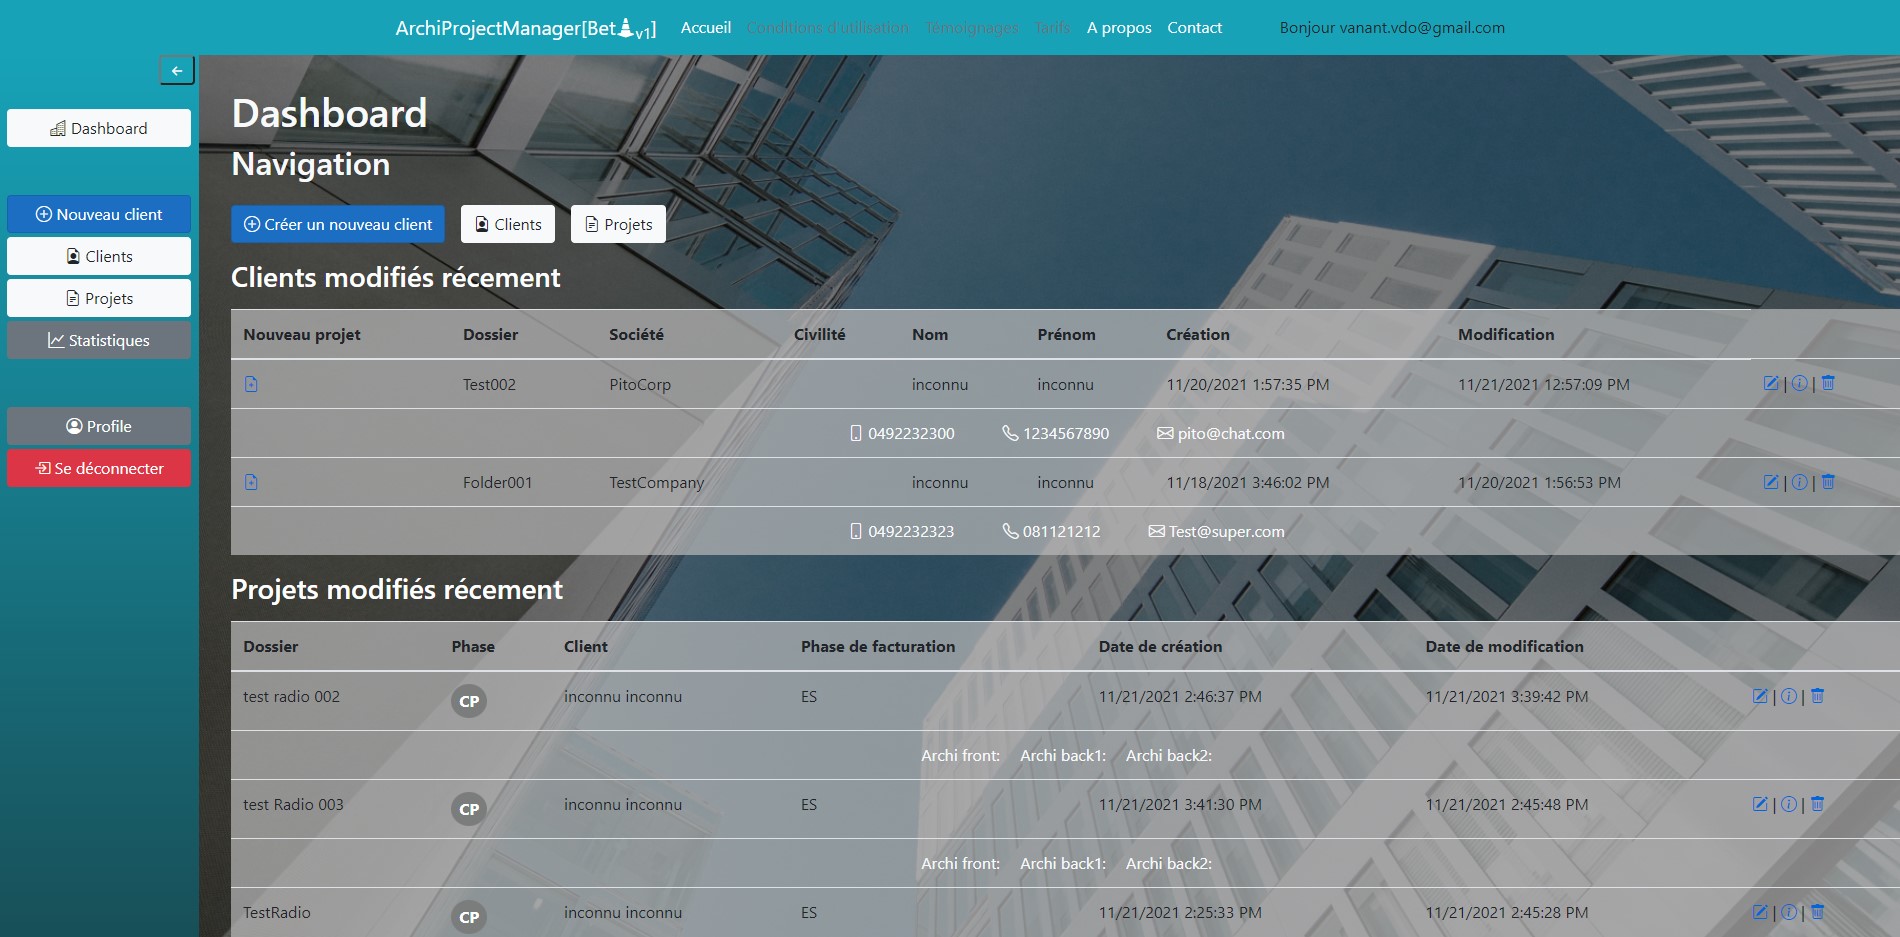 ArchiProjectManager[Bet v1] Accueil Conditions d'utilisation Témoignages Tarifs A propos Contact Bonjour vanant.vdo@gmail.com
Dashboard
Nouveau client
Clients
Projets
Statistiques
Profile
Se déconnecter
Dashboard
Navigation
Créer un nouveau client Clients Projets
Clients modifiés récement
Nouveau projet Dossier Société Civilité Nom Prénom Création Modification
Test002 PitoCorp inconnu inconnu 11/20/2021 1:57:35 PM 11/21/2021 12:57:09 PM | |
0492232300 1234567890 pito@chat.com
Folder001 TestCompany inconnu inconnu 11/18/2021 3:46:02 PM 11/20/2021 1:56:53 PM | |
0492232323 081121212 Test@super.com
Projets modifiés récement
Dossier Phase Client Phase de facturation Date de création Date de modification
test radio 002 CP inconnu inconnu ES 11/21/2021 2:46:37 PM 11/21/2021 3:39:42 PM | |
Archi front: Archi back1: Archi back2:
test Radio 003 CP inconnu inconnu ES 11/21/2021 3:41:30 PM 11/21/2021 2:45:48 PM | |
Archi front: Archi back1: Archi back2:
TestRadio CP inconnu inconnu ES 11/21/2021 2:25:33 PM 11/21/2021 2:45:28 PM | |